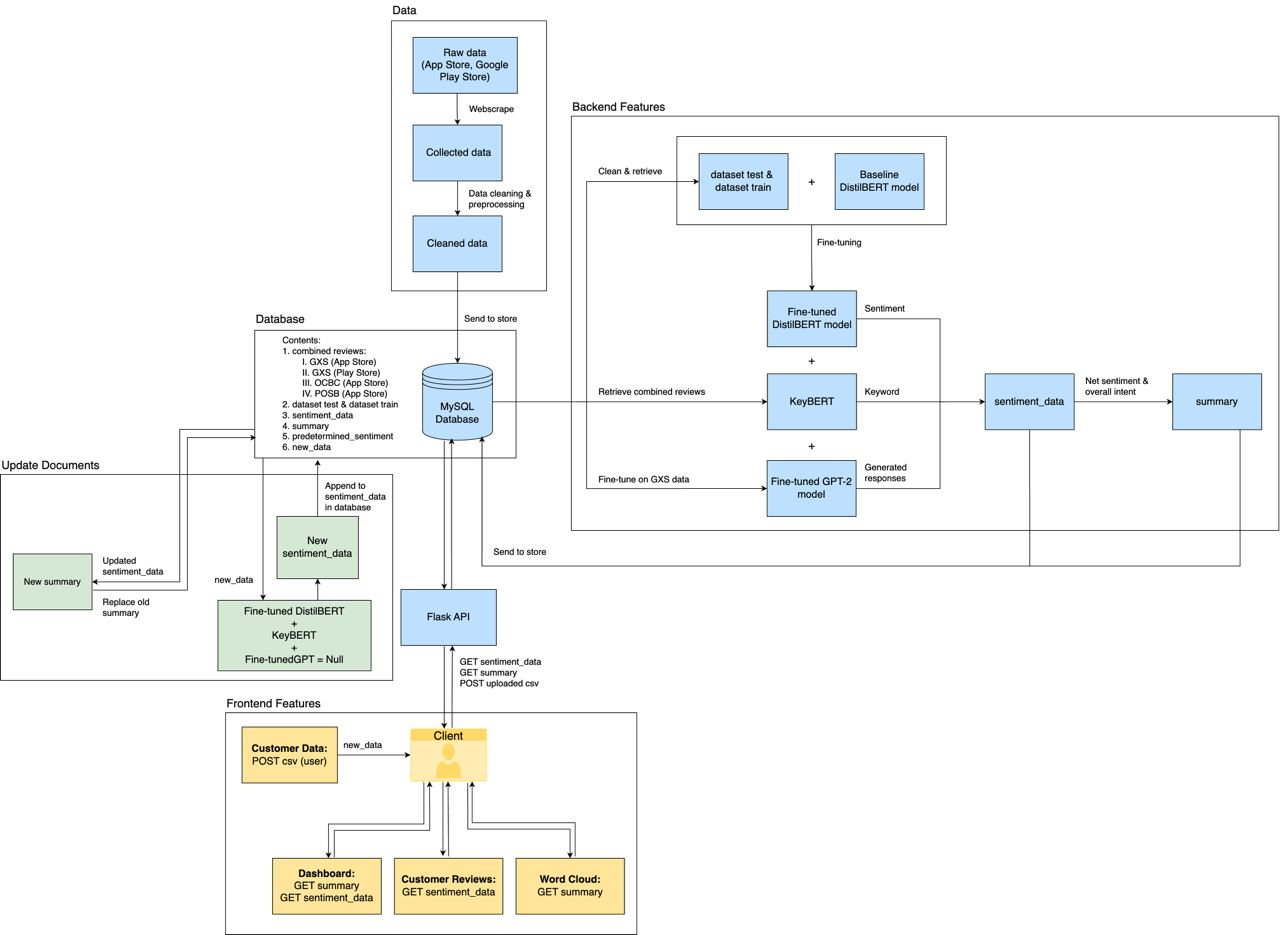 Data
Raw data
(App Store, Google
Play Store)
Webscrape
Collected data
Data cleaning &
preprocessing
Cleaned data
Send to store
Backend Features
Clean & retrieve
dataset test &
dataset train
+
Baseline
DistilBERT model
Fine-tuning
Fine-tuned
DistilBERT model
Sentiment
+
Retrieve combined reviews
KeyBERT
Keyword
sentiment_data
Net sentiment &
overall intent
summary
+
Fine-tune on GXS data
Fine-tuned GPT-2
model
Generated
responses
Send to store
Database
Contents:
1. combined reviews:
I. GXS (App Store)
II. GXS (Play Store)
III. OCBC (App Store)
IV. POSB (App Store)
2. dataset test & dataset train
3. sentiment_data
4. summary
5. predetermined_sentiment
6. new_data
MySQL
Database
Update Documents
Append to
sentiment_data
in database
New
sentiment_data
New summary
Updated
sentiment_data
Replace old
summary
new_data
Fine-tuned DistilBERT
+
KeyBERT
+
Fine-tunedGPT = Null
Flask API
GET sentiment_data
GET summary
POST uploaded csv
Frontend Features
Customer Data:
POST csv (user)
new_data
Client
Dashboard:
GET summary
GET sentiment_data
Customer Reviews:
GET sentiment_data
Word Cloud:
GET summary